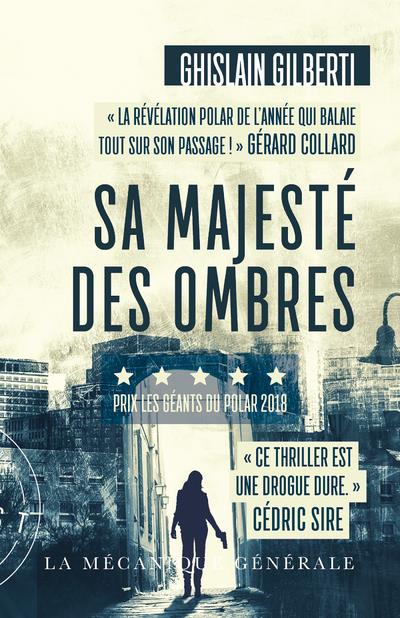 GHISLAIN GILBERTI
« LA RÉVÉLATION POLAR DE L'ANNÉE QUI BALAIE
TOUT SUR SON PASSAGE ! » GÉRARD COLLARD
SA MAJESTÉ
DES OMBRES
PRIX LES GÉANTS DU POLAR 2018
« CE THRILLER EST
UNE DROGUE DURE. »
CÉDRIC SIRE
LA MÉCANIQUE GÉNÉRALE